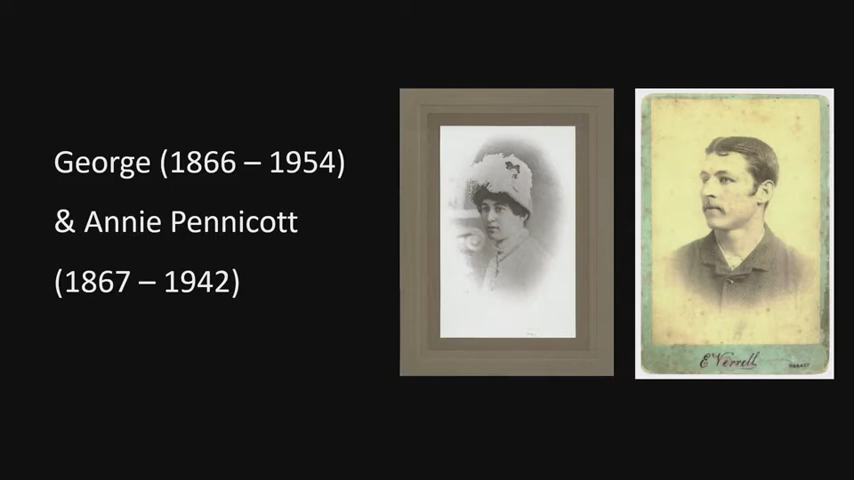 George (1866 – 1954)
& Annie Pennicott
(1867 – 1942)
E Verrell